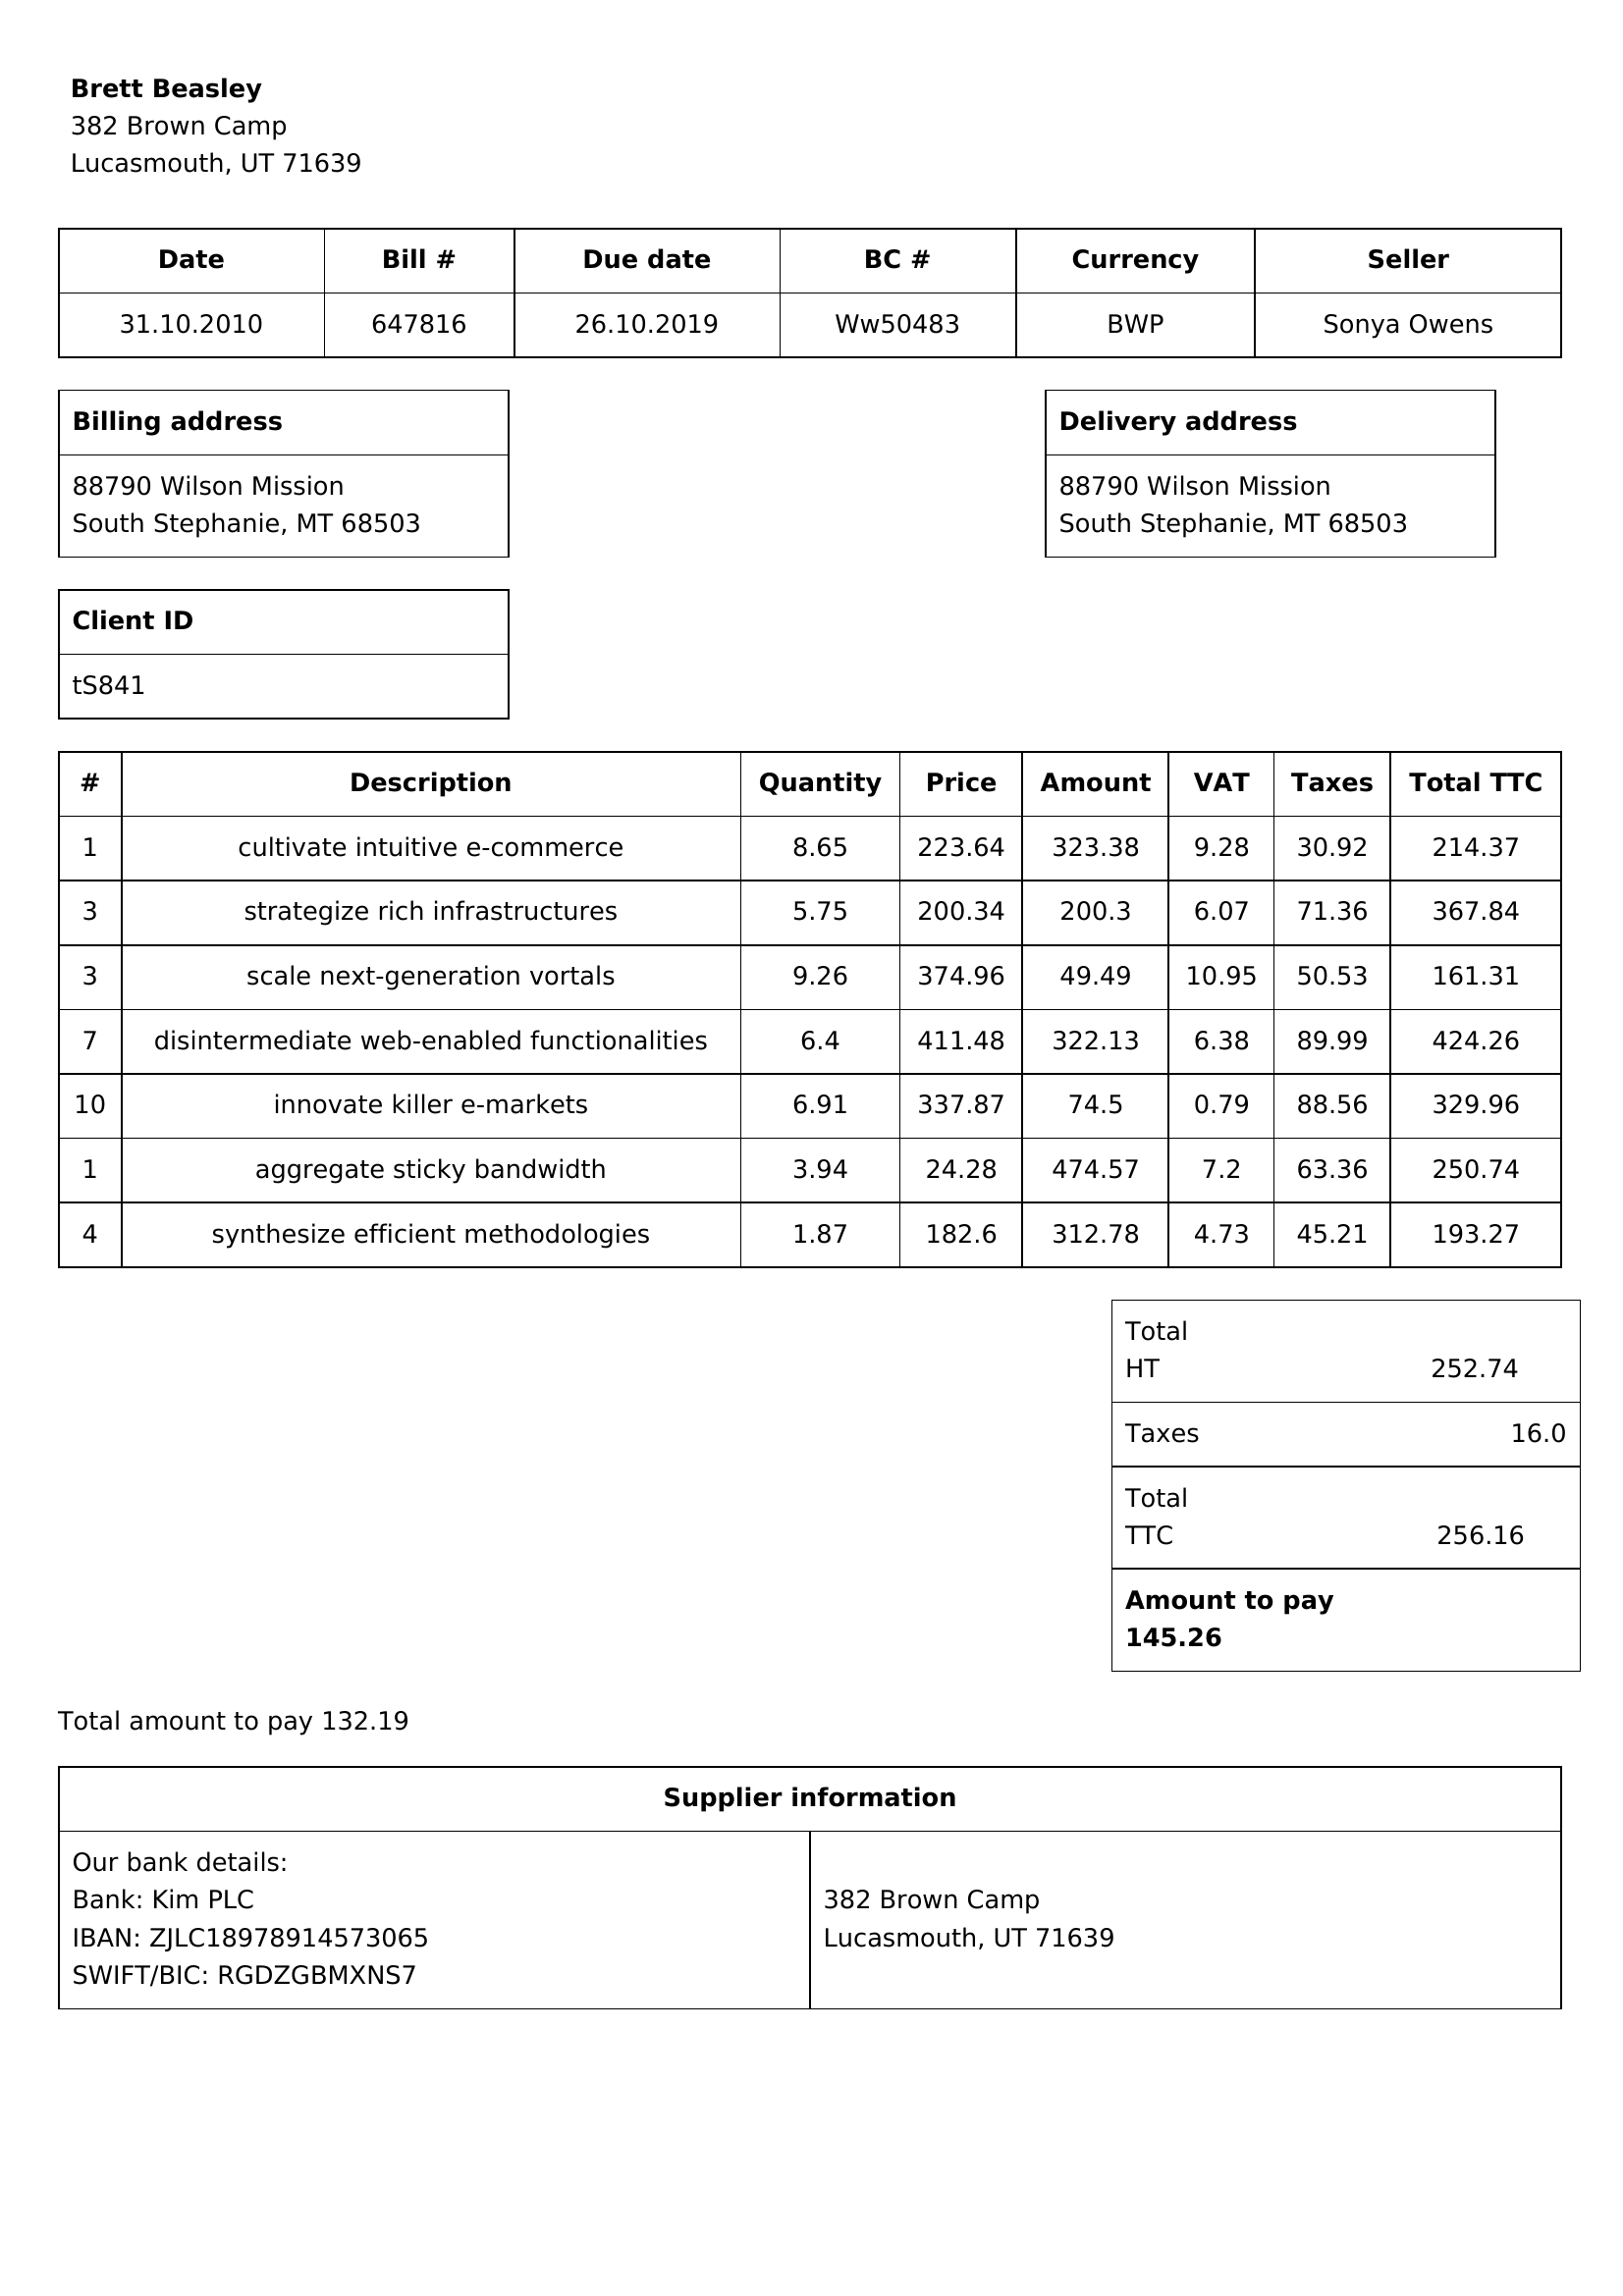 Brett Beasley
382 Brown Camp
Lucasmouth, UT 71639
Date Bill # Due date BC # Currency Seller
31.10.2010 647816 26.10.2019 Ww50483 BWP Sonya Owens
Billing address
88790 Wilson Mission
South Stephanie, MT 68503
Delivery address
88790 Wilson Mission
South Stephanie, MT 68503
Client ID
tS841
# Description Quantity Price Amount VAT Taxes Total TTC
1 cultivate intuitive e-commerce 8.65 223.64 323.38 9.28 30.92 214.37
3 strategize rich infrastructures 5.75 200.34 200.3 6.07 71.36 367.84
3 scale next-generation vortals 9.26 374.96 49.49 10.95 50.53 161.31
7 disintermediate web-enabled functionalities 6.4 411.48 322.13 6.38 89.99 424.26
10 innovate killer e-markets 6.91 337.87 74.5 0.79 88.56 329.96
1 aggregate sticky bandwidth 3.94 24.28 474.57 7.2 63.36 250.74
4 synthesize efficient methodologies 1.87 182.6 312.78 4.73 45.21 193.27
Total
HT 252.74
Taxes 16.0
Total
TTC 256.16
Amount to pay
145.26
Total amount to pay 132.19
Supplier information
Our bank details:
Bank: Kim PLC
IBAN: ZJLC18978914573065
SWIFT/BIC: RGDZGBMXNS7
382 Brown Camp
Lucasmouth, UT 71639